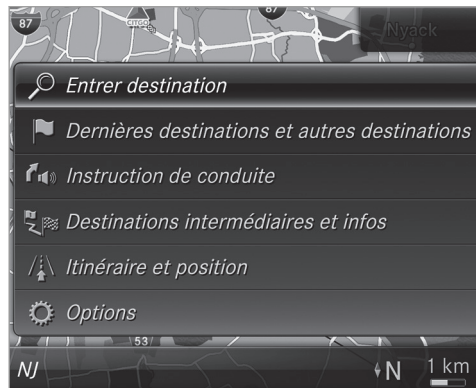 87
CITGO
87
Nyack
Entrer destination
Dernières destinations et autres destinations
Instruction de conduite
Destinations intermédiaires et infos
Itinéraire et position
Options
53
NJ
N
1 km